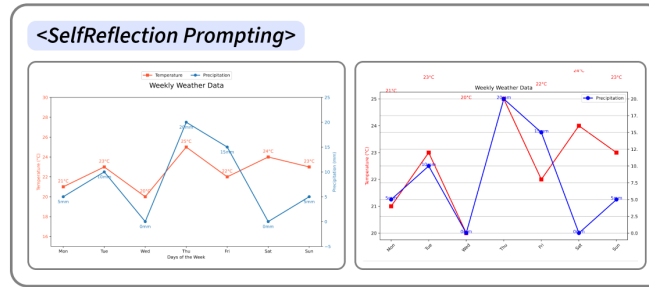 <SelfReflection Prompting>
Temperature Precipitation
Weekly Weather Data
30
28
26
24
22
20
18
16
Temperature (°C)
21°C
23°C
20°C
25°C
22°C
24°C
23°C
5mm
10mm
0mm
20mm
15mm
0mm
5mm
25
20
15
10
5
0
−5
Precipitation (mm)
Mon Tue Wed Thu Fri Sat Sun
Days of the Week
21°C
23°C
20°C
22°C
24°C
23°C
Weekly Weather Data
Precipitation
25
24
23
22
21
20
Temperature (°C)
20.
17.5
15.
12.5
10.
7.5
5.0
2.5
0.0
Mon Tue Wed Thu Fri Sat Sun